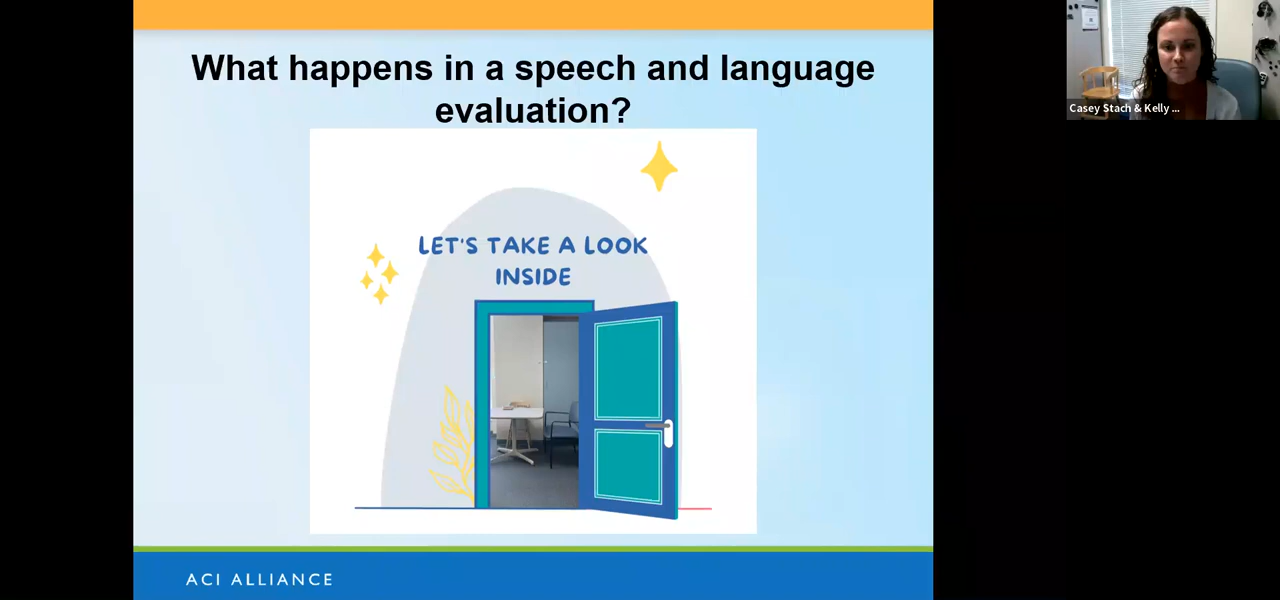 What happens in a speech and language
evaluation?
LET'S TAKE A LOOK
INSIDE
ACI ALLIANCE
Casey Stach & Kelly ...